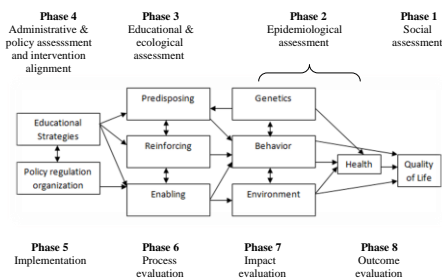 Phase 4
Administrative &
policy assesssment
and intervention
alignment
Phase 3
Educational &
ecological
assessment
Phase 2
Epidemiological
assessment
Phase 1
Social
assessment
Predisposing
Genetics
Educational
Strategies
Reinforcing
Behavior
Health
Quality
of Life
Policy regulation
organization
Enabling
Environment
Phase 5
Implementation
Phase 6
Process
evaluation
Phase 7
Impact
evaluation
Phase 8
Outcome
evaluation